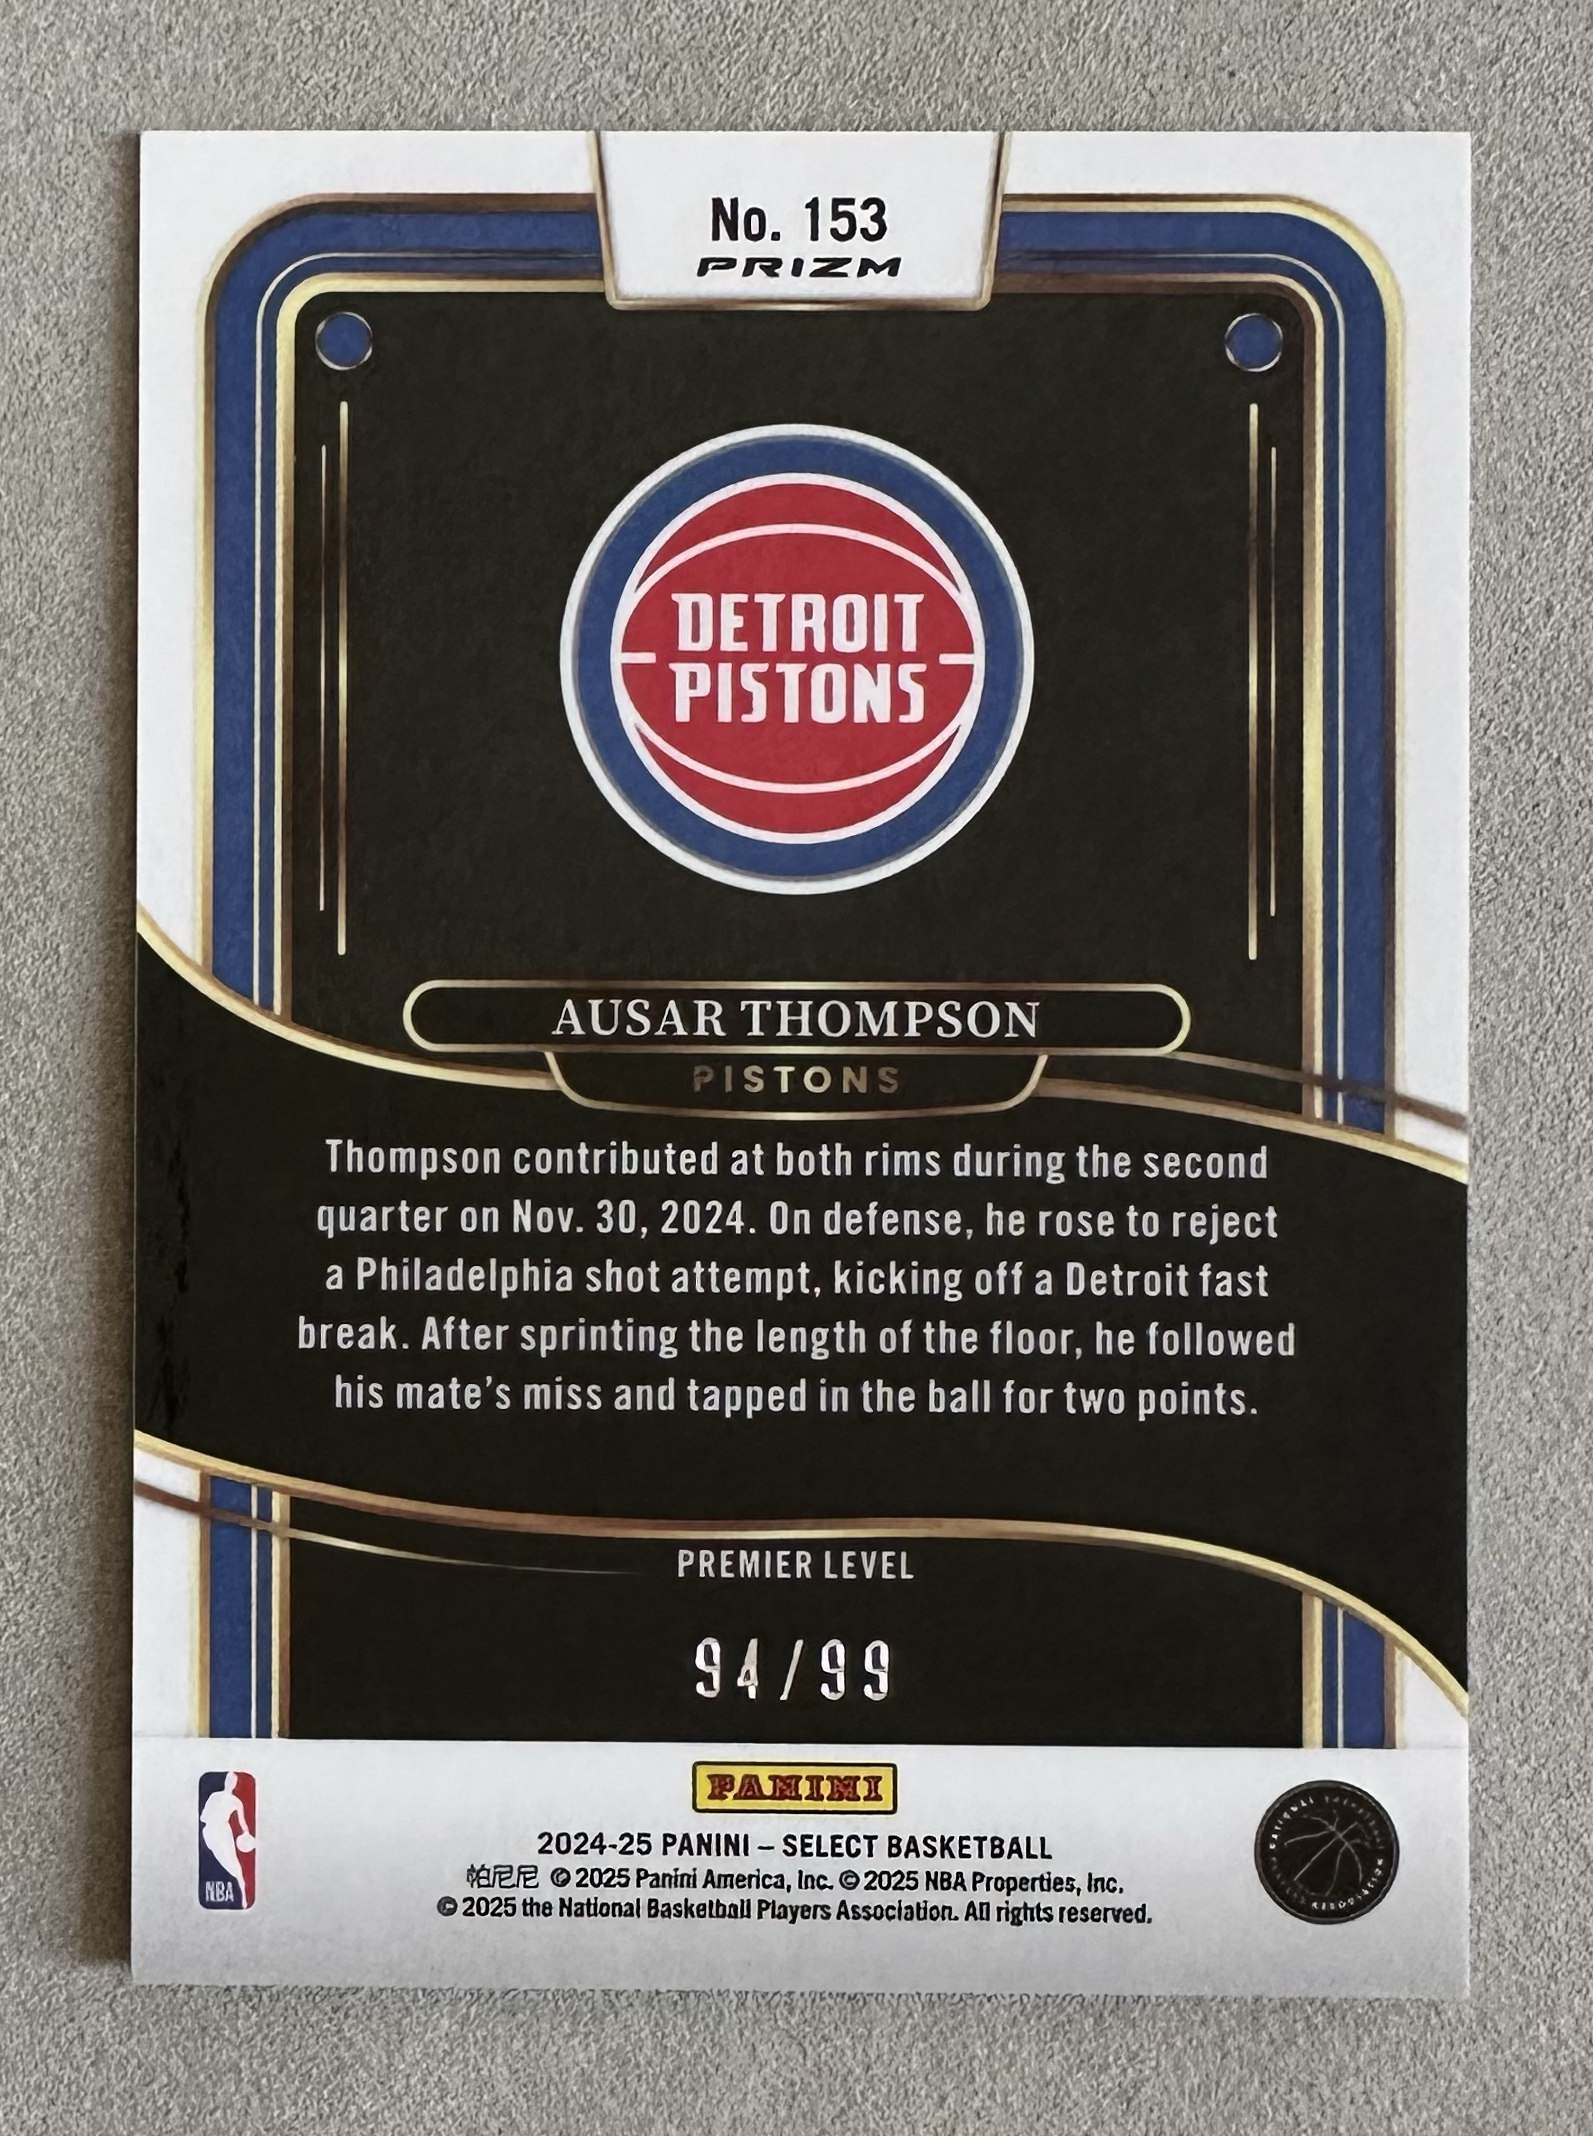 No. 153
PRIZM
DETROIT
PISTONS
AUSAR THOMPSON
PISTONS
Thompson contributed at both rims during the second
quarter on Nov. 30, 2024. On defense, he rose to reject
a Philadelphia shot attempt, kicking off a Detroit fast
break. After sprinting the length of the floor, he followed
his mate's miss and tapped in the ball for two points.
PREMIER LEVEL
94/99
PANINI
2024-25 PANINI – SELECT BASKETBALL
帕尼尼 © 2025 Panini America, Inc. © 2025 NBA Properties, Inc.
© 2025 the National Basketball Players Association. All rights reserved.
NBA